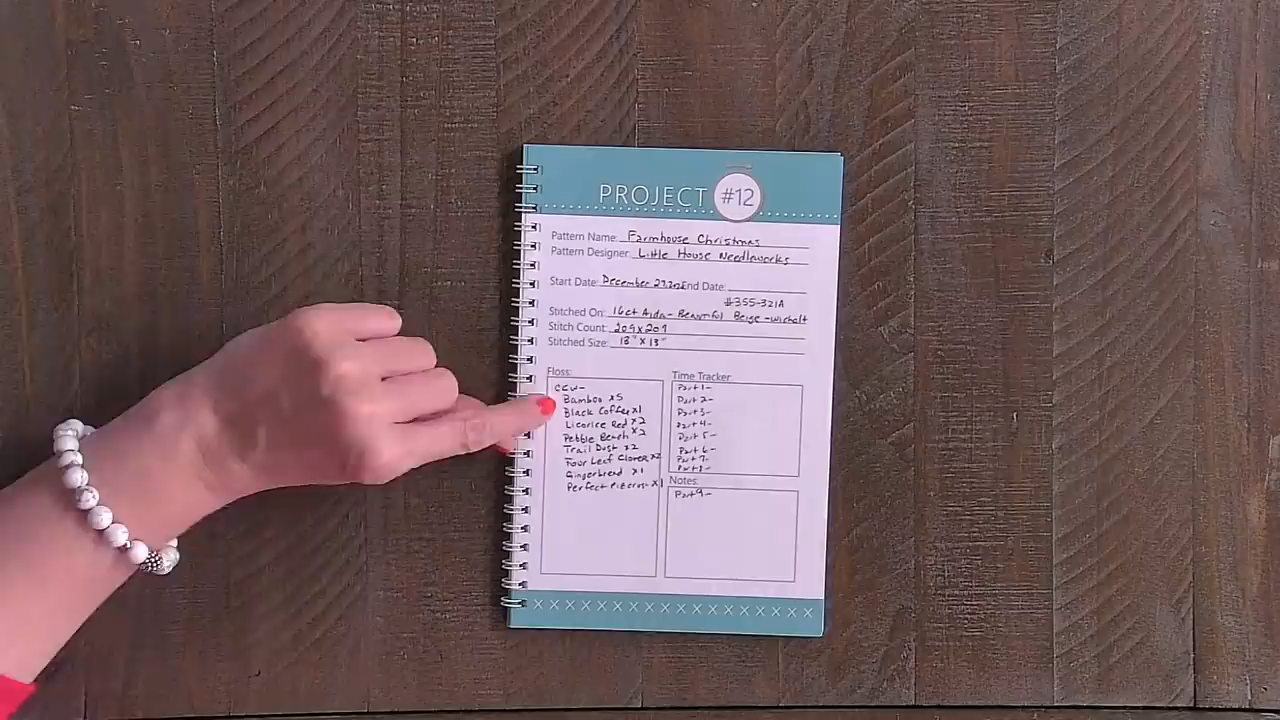 PROJECT #12
Pattern Name: Farmhouse Christmas
Pattern Designer: Little House Needleworks
Start Date: December 27, End Date:
#355-321A
Stitched On: 16ct Aida- Beautiful Beige -Wichelt
Stitch Count: 209x209
Stitched Size: 13" x 13"
Floss:
CCW-
Bamboo x5
Black Coffee x1
Licorice Red x2
Pebble Beach x2
Trail Dust x2
Four Leaf Clover x2
Gingerbread x1
Perfect x1
Time Tracker:
Part 1-
Part 2-
Part 3-
Part 4-
Part 5-
Part 6-
Part 7-
Part 8-
Notes:
Part 9-